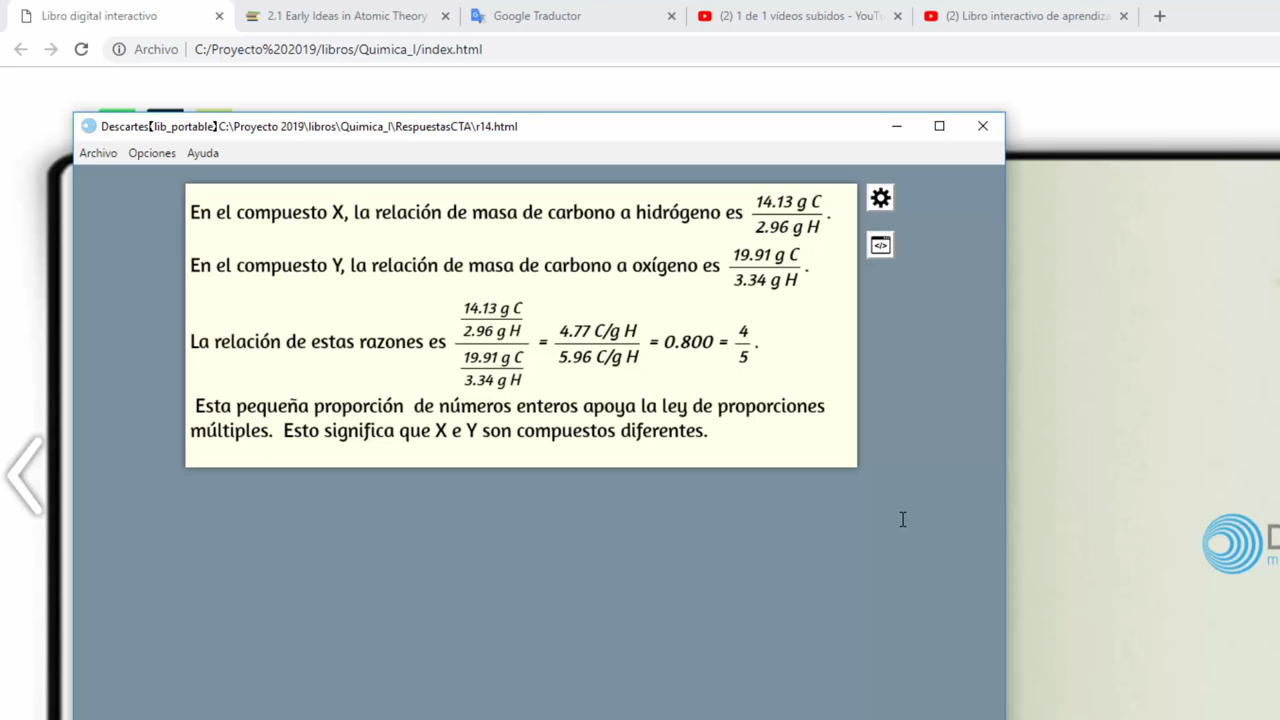 Libro digital interactivo
2.1 Early Ideas in Atomic Theory
Google Traductor
(2) 1 de 1 vídeos subidos - YouTu
(2) Libro interactivo de aprendiza
Archivo | C:/Proyecto%202019/libros/Quimica_I/index.html
Descartes【lib_portable】C:\Proyecto 2019\libros\Quimica_I\RespuestasCTA\r14.html
Archivo Opciones Ayuda
En el compuesto X, la relación de masa de carbono a hidrógeno es 14.13 g C / 2.96 g H .
En el compuesto Y, la relación de masa de carbono a oxígeno es 19.91 g C / 3.34 g H .
La relación de estas razones es (14.13 g C / 2.96 g H) / (19.91 g C / 3.34 g H) = 4.77 C/g H / 5.96 C/g H = 0.800 = 4 / 5 .
Esta pequeña proporción de números enteros apoya la ley de proporciones
múltiples. Esto significa que X e Y son compuestos diferentes.